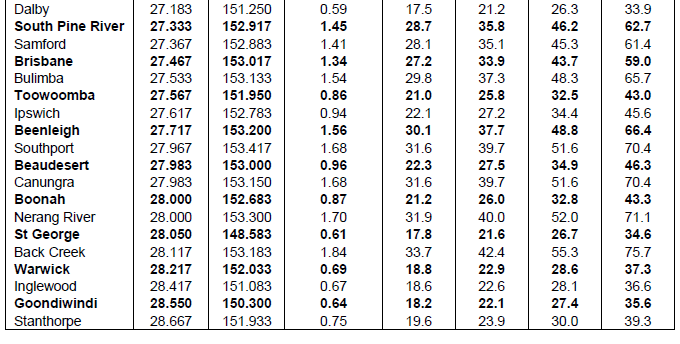 Dalby 27.183 151.250 0.59 17.5 21.2 26.3 33.9
South Pine River 27.333 152.917 1.45 28.7 35.8 46.2 62.7
Samford 27.367 152.883 1.41 28.1 35.1 45.3 61.4
Brisbane 27.467 153.017 1.34 27.2 33.9 43.7 59.0
Bulimba 27.533 153.133 1.54 29.8 37.3 48.3 65.7
Toowoomba 27.567 151.950 0.86 21.0 25.8 32.5 43.0
Ipswich 27.617 152.783 0.94 22.1 27.2 34.4 45.6
Beenleigh 27.717 153.200 1.56 30.1 37.7 48.8 66.4
Southport 27.967 153.417 1.68 31.6 39.7 51.6 70.4
Beaudesert 27.983 153.000 0.96 22.3 27.5 34.9 46.3
Canungra 27.983 153.150 1.68 31.6 39.7 51.6 70.4
Boonah 28.000 152.683 0.87 21.2 26.0 32.8 43.3
Nerang River 28.000 153.300 1.70 31.9 40.0 52.0 71.1
St George 28.050 148.583 0.61 17.8 21.6 26.7 34.6
Back Creek 28.117 153.183 1.84 33.7 42.4 55.3 75.7
Warwick 28.217 152.033 0.69 18.8 22.9 28.6 37.3
Inglewood 28.417 151.083 0.67 18.6 22.6 28.1 36.6
Goondiwindi 28.550 150.300 0.64 18.2 22.1 27.4 35.6
Stanthorpe 28.667 151.933 0.75 19.6 23.9 30.0 39.3